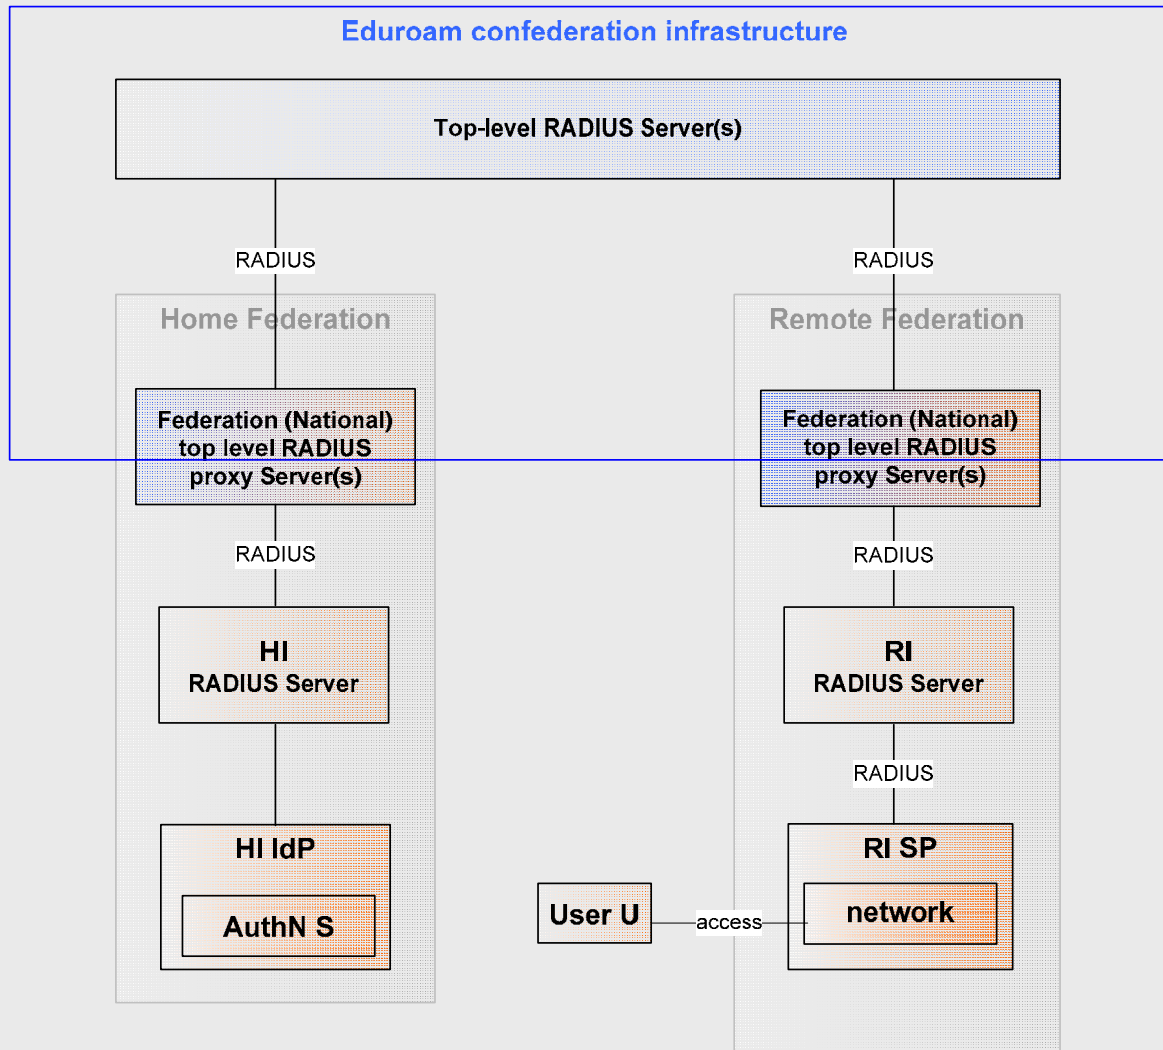 Eduroam confederation infrastructure
Top-level RADIUS Server(s)
RADIUS
RADIUS
Home Federation
Remote Federation
Federation (National)
top level RADIUS
proxy Server(s)
Federation (National)
top level RADIUS
proxy Server(s)
RADIUS
RADIUS
HI
RADIUS Server
RI
RADIUS Server
RADIUS
HI IdP
AuthN S
RI SP
network
User U
access